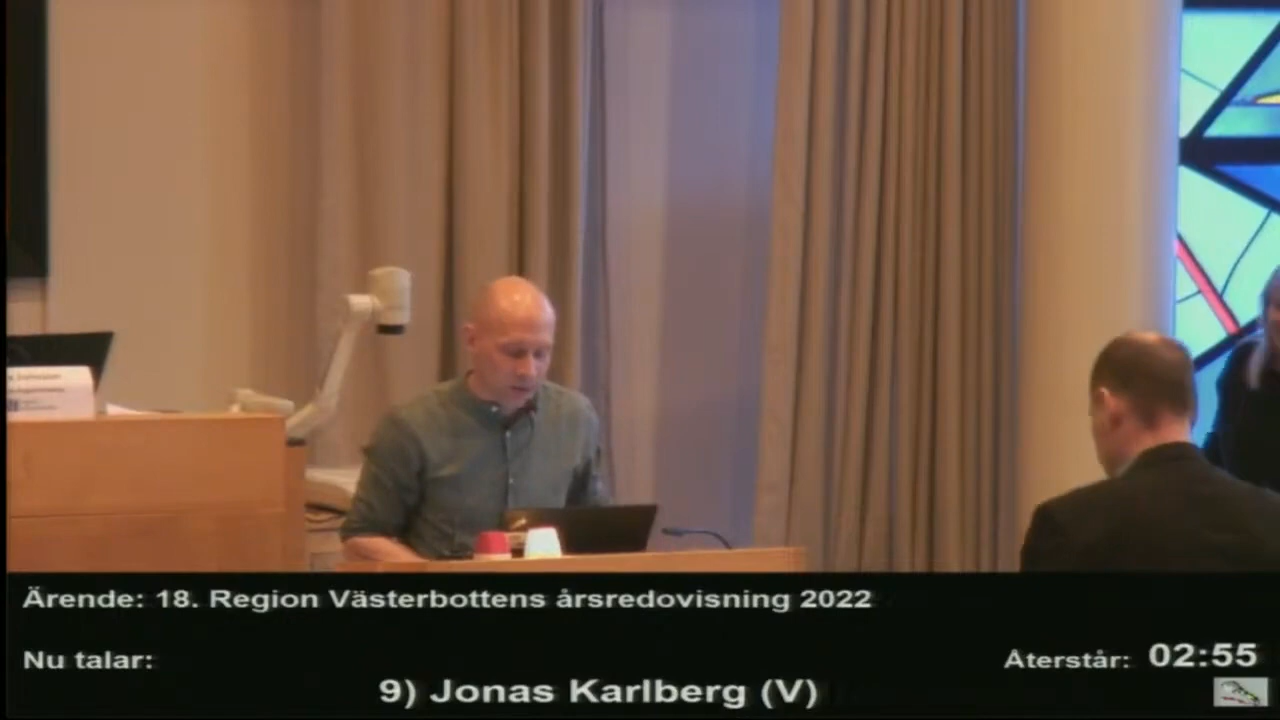 Ärende: 18. Region Västerbottens årsredovisning 2022
Nu talar:
Återstår: 02:55
9) Jonas Karlberg (V)